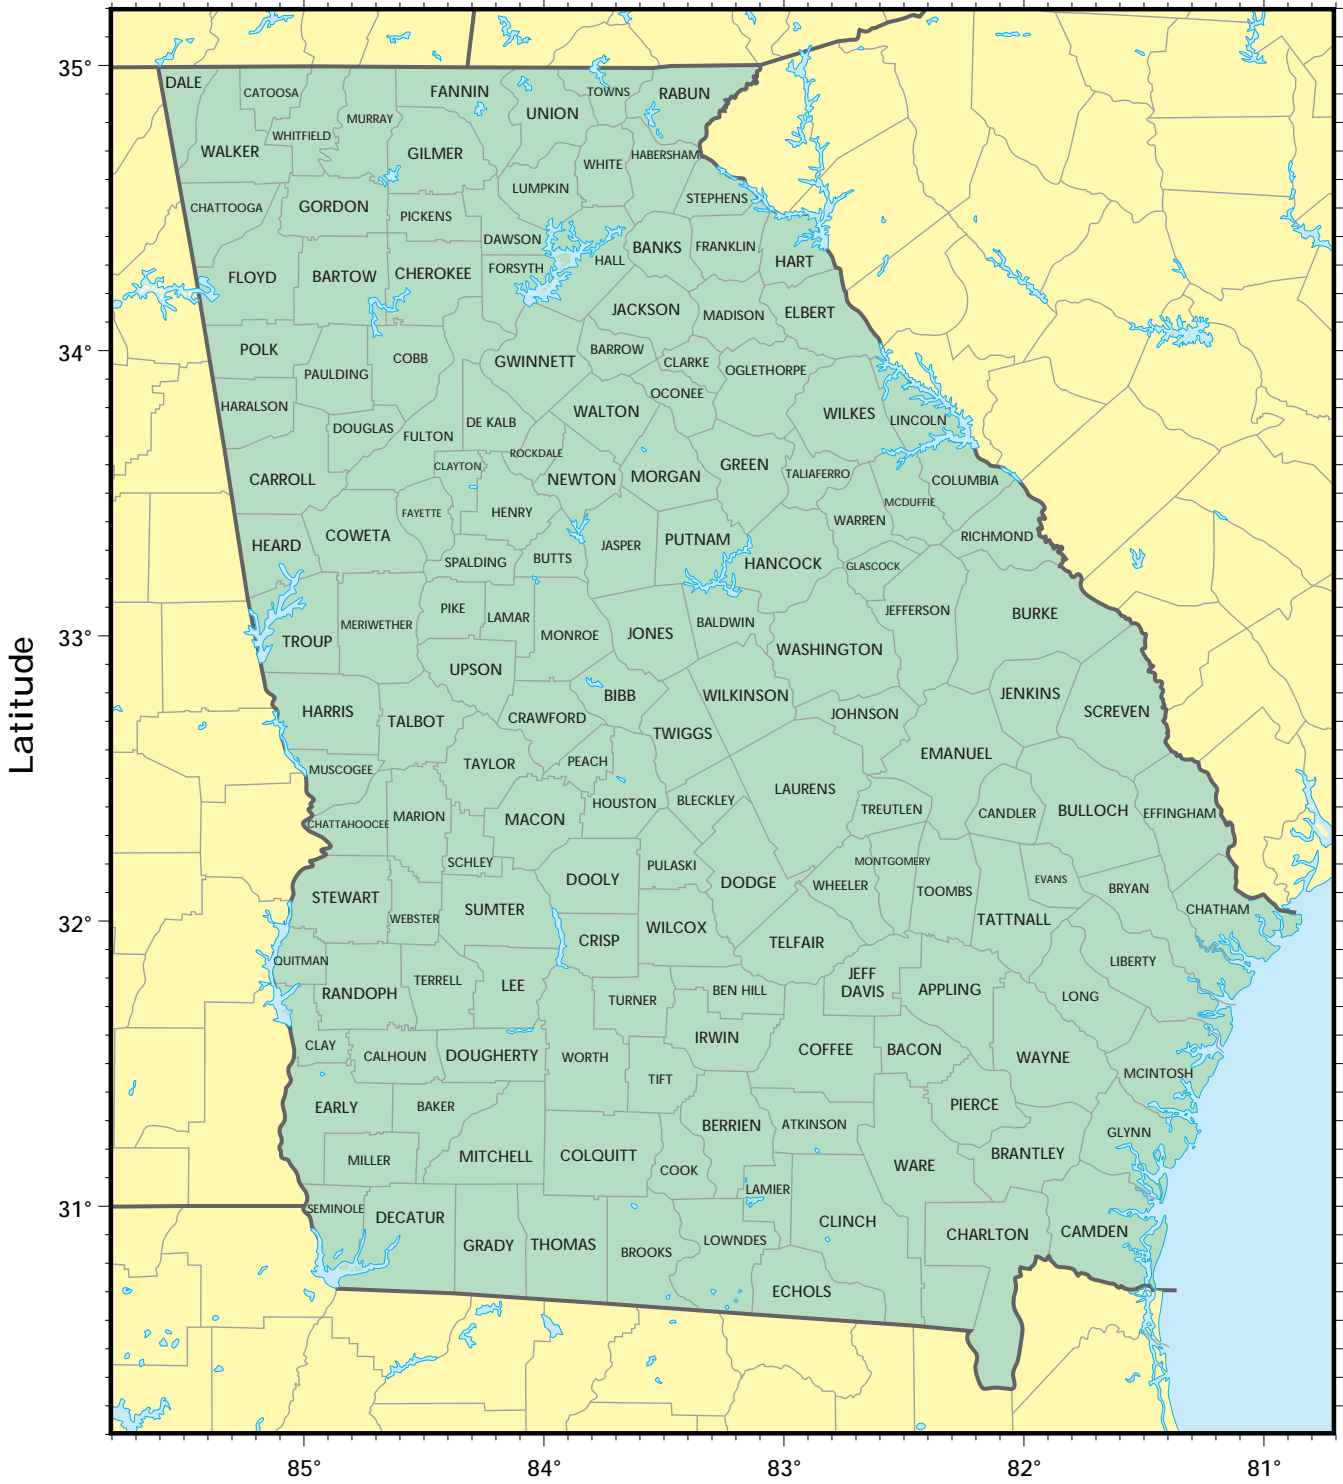 35°
DALE
CATOOSA
FANNIN
TOWNS
RABUN
UNION
MURRAY
WHITFIELD
WALKER
GILMER
WHITE
HABERSHAM
LUMPKIN
STEPHENS
CHATTOOGA
GORDON
PICKENS
DAWSON
BANKS
FRANKLIN
HALL
HART
FORSYTH
FLOYD
BARTOW
CHEROKEE
JACKSON
MADISON
ELBERT
34°
POLK
COBB
GWINNETT
BARROW
CLARKE
OGLETHORPE
PAULDING
OCONEE
HARALSON
WALTON
WILKES
LINCOLN
DOUGLAS
FULTON
DE KALB
ROCKDALE
CLAYTON
GREEN
CARROLL
NEWTON
MORGAN
TALIAFERRO
COLUMBIA
MCDUFFIE
FAYETTE
HENRY
WARREN
COWETA
RICHMOND
HEARD
JASPER
PUTNAM
SPALDING
BUTTS
HANCOCK
GLASCOCK
PIKE
LAMAR
JEFFERSON
BURKE
33°
TROUP
MERIWETHER
MONROE
JONES
BALDWIN
WASHINGTON
UPSON
BIBB
WILKINSON
JENKINS
SCREVEN
HARRIS
TALBOT
CRAWFORD
JOHNSON
TWIGGS
EMANUEL
Latitude
MUSCOGEE
TAYLOR
PEACH
LAURENS
HOUSTON
BLECKLEY
TREUTLEN
CANDLER
BULLOCH
EFFINGHAM
CHATTAHOOCEE
MARION
MACON
SCHLEY
PULASKI
MONTGOMERY
DOOLY
DODGE
WHEELER
TOOMBS
EVANS
BRYAN
STEWART
WEBSTER
SUMTER
TATTNALL
CHATHAM
32°
CRISP
WILCOX
TELFAIR
QUITMAN
LIBERTY
RANDOPH
TERRELL
LEE
TURNER
BEN HILL
JEFF
DAVIS
APPLING
LONG
CLAY
CALHOUN
DOUGHERTY
WORTH
IRWIN
COFFEE
BACON
WAYNE
TIFT
MCINTOSH
EARLY
BAKER
PIERCE
BERRIEN
ATKINSON
GLYNN
MILLER
MITCHELL
COLQUITT
COOK
WARE
BRANTLEY
LAMIER
31°
SEMINOLE
DECATUR
CLINCH
CHARLTON
CAMDEN
GRADY
THOMAS
BROOKS
LOWNDES
ECHOLS
85°
84°
83°
82°
81°